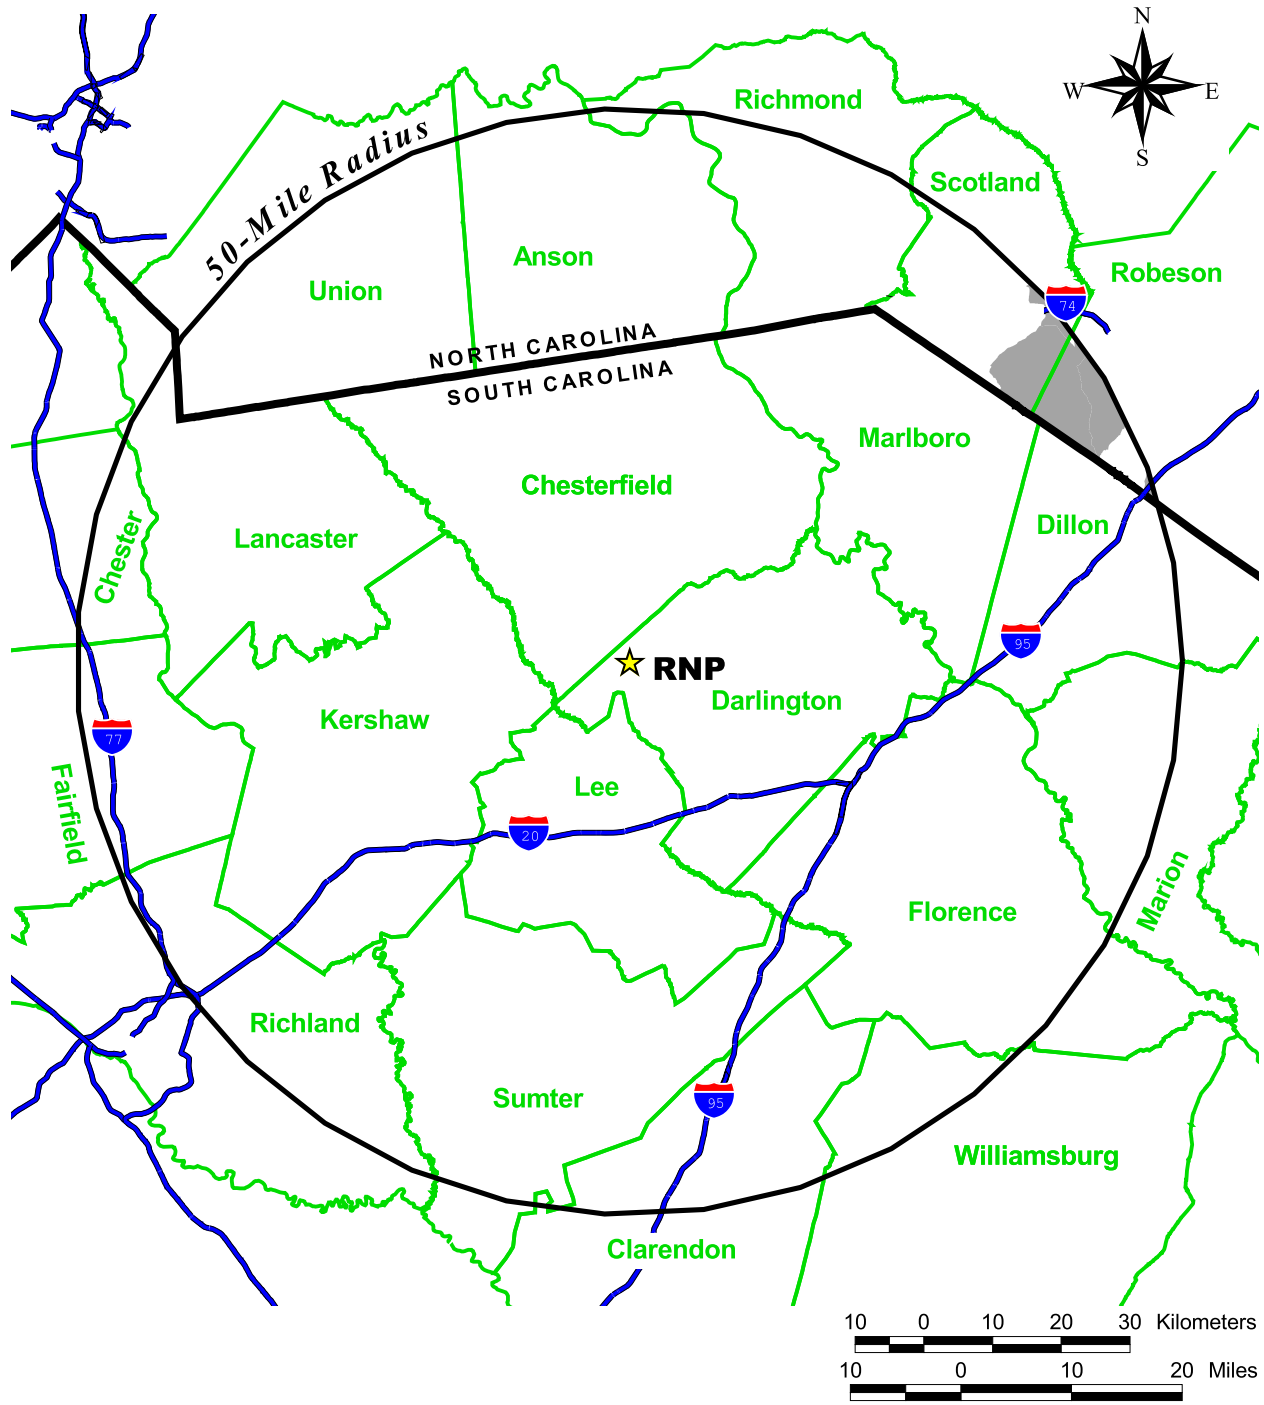 N
W E
S
Richmond
50-Mile Radius
Scotland
Anson
Robeson
Union
74
NORTH CAROLINA
SOUTH CAROLINA
Marlboro
Chesterfield
Dillon
Lancaster
Chester
95
RNP
Darlington
Kershaw
77
Lee
Fairfield
20
Marion
Florence
Richland
Sumter
95
Williamsburg
Clarendon
10 0 10 20 30 Kilometers
10 0 10 20 Miles